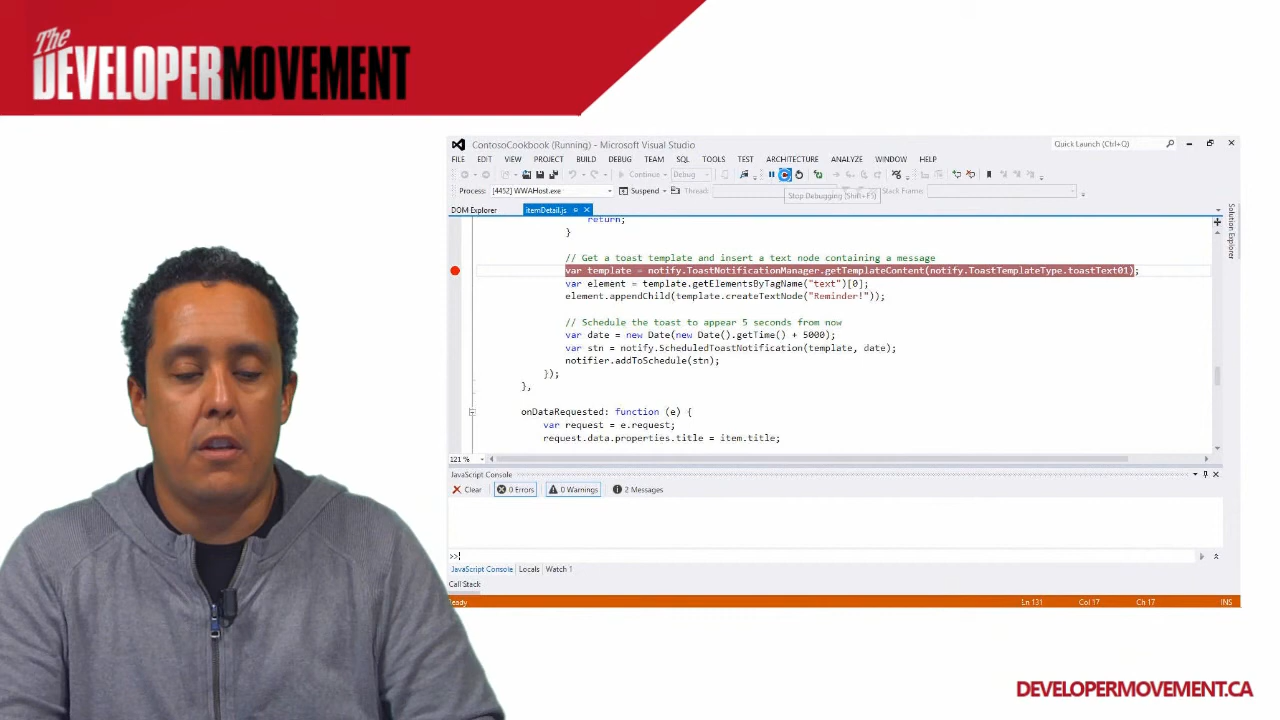 The
DEVELOPERMOVEMENT
ContosoCookbook (Running) - Microsoft Visual Studio
Quick Launch (Ctrl+Q)
FILE EDIT VIEW PROJECT BUILD DEBUG TEAM SQL TOOLS TEST ARCHITECTURE ANALYZE WINDOW HELP
Continue Debug
Process: [4452] WWAHost.exe Suspend Thread: Stop Debugging (Shift+F5) Stack Frame:
DOM Explorer itemDetail.js
Solution Explorer
return;
}
// Get a toast template and insert a text node containing a message
var template = notify.ToastNotificationManager.getTemplateContent(notify.ToastTemplateType.toastText01);
var element = template.getElementsByTagName("text")[0];
element.appendChild(template.createTextNode("Reminder!"));
// Schedule the toast to appear 5 seconds from now
var date = new Date(new Date().getTime() + 5000);
var stn = notify.ScheduledToastNotification(template, date);
notifier.addToSchedule(stn);
});
},
onDataRequested: function (e) {
var request = e.request;
request.data.properties.title = item.title;
121 %
JavaScript Console
Clear 0 Errors 0 Warnings 2 Messages
>>
JavaScript Console Locals Watch 1
Call Stack
Ready Ln 131 Col 17 Ch 17 INS
DEVELOPERMOVEMENT.CA